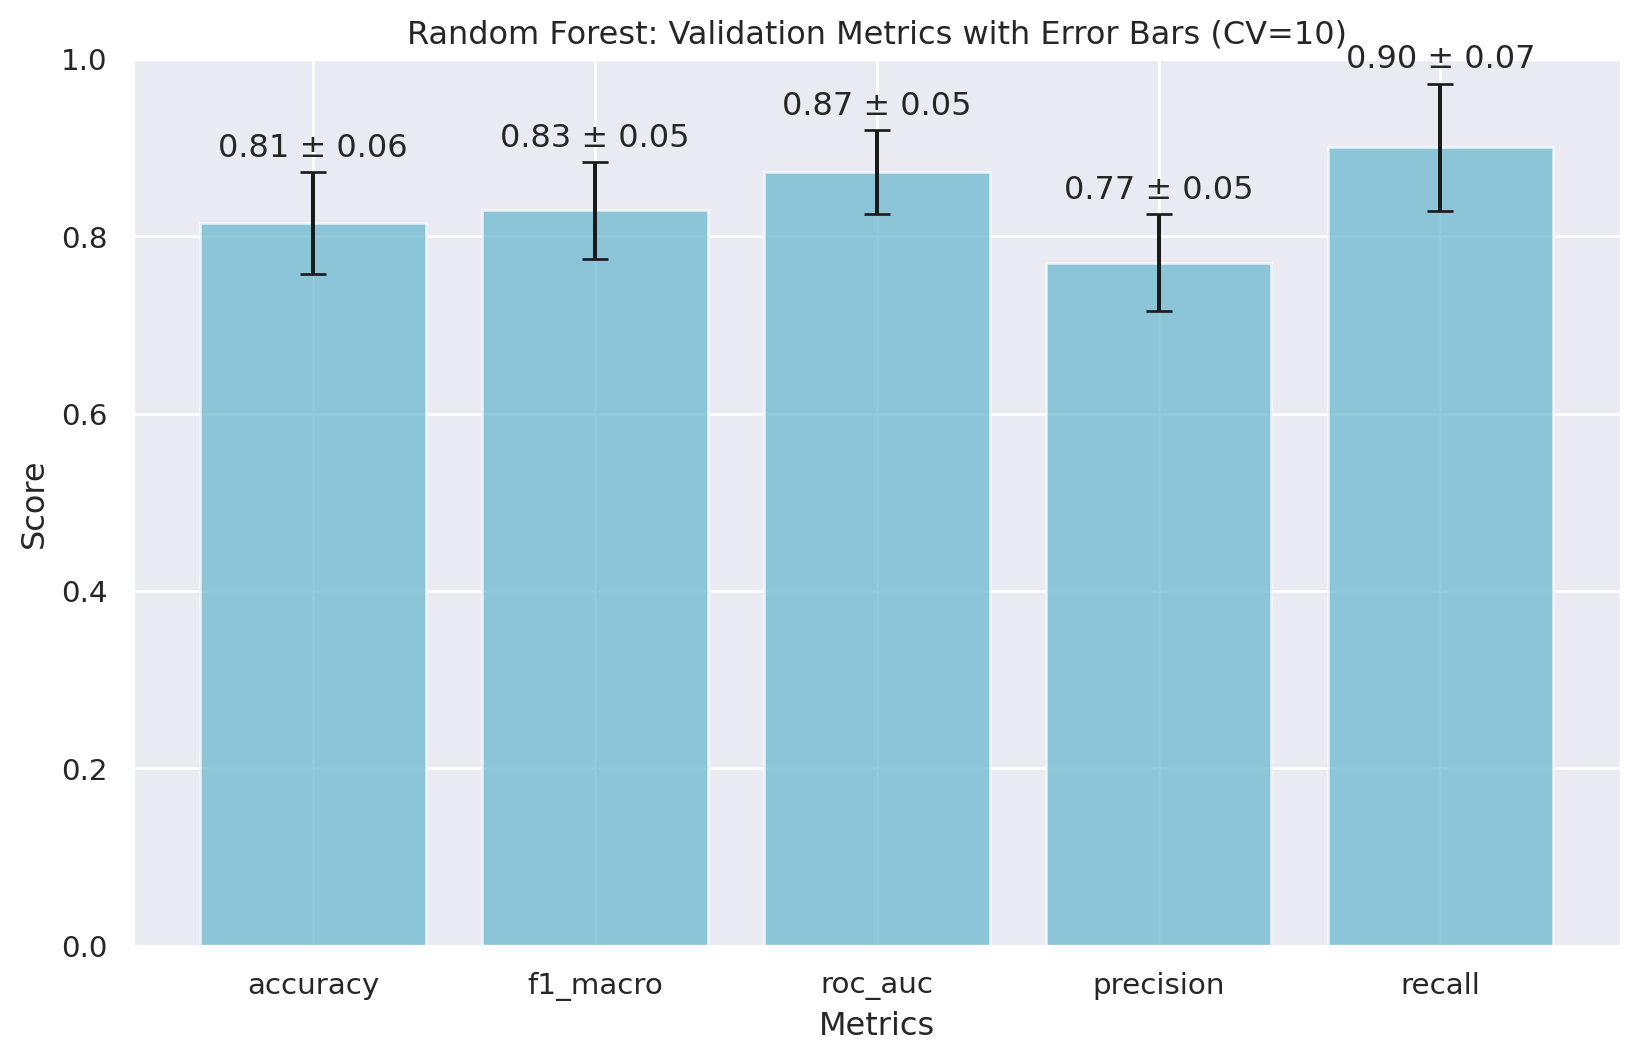 Random Forest: Validation Metrics with Error Bars (CV=10)
0.81 ± 0.06
0.83 ± 0.05
0.87 ± 0.05
0.77 ± 0.05
0.90 ± 0.07
1.0
0.8
0.6
0.4
0.2
0.0
Score
accuracy
f1_macro
roc_auc
precision
recall
Metrics